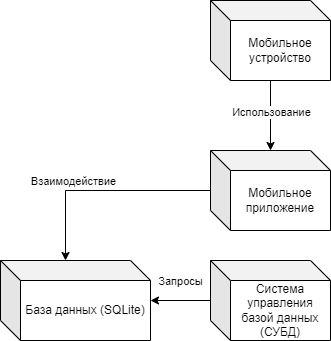 Мобильное
устройство
Использование
Взаимодействие
Мобильное
приложение
База данных (SQLite)
Запросы
Система
управления
базой данных
(СУБД)